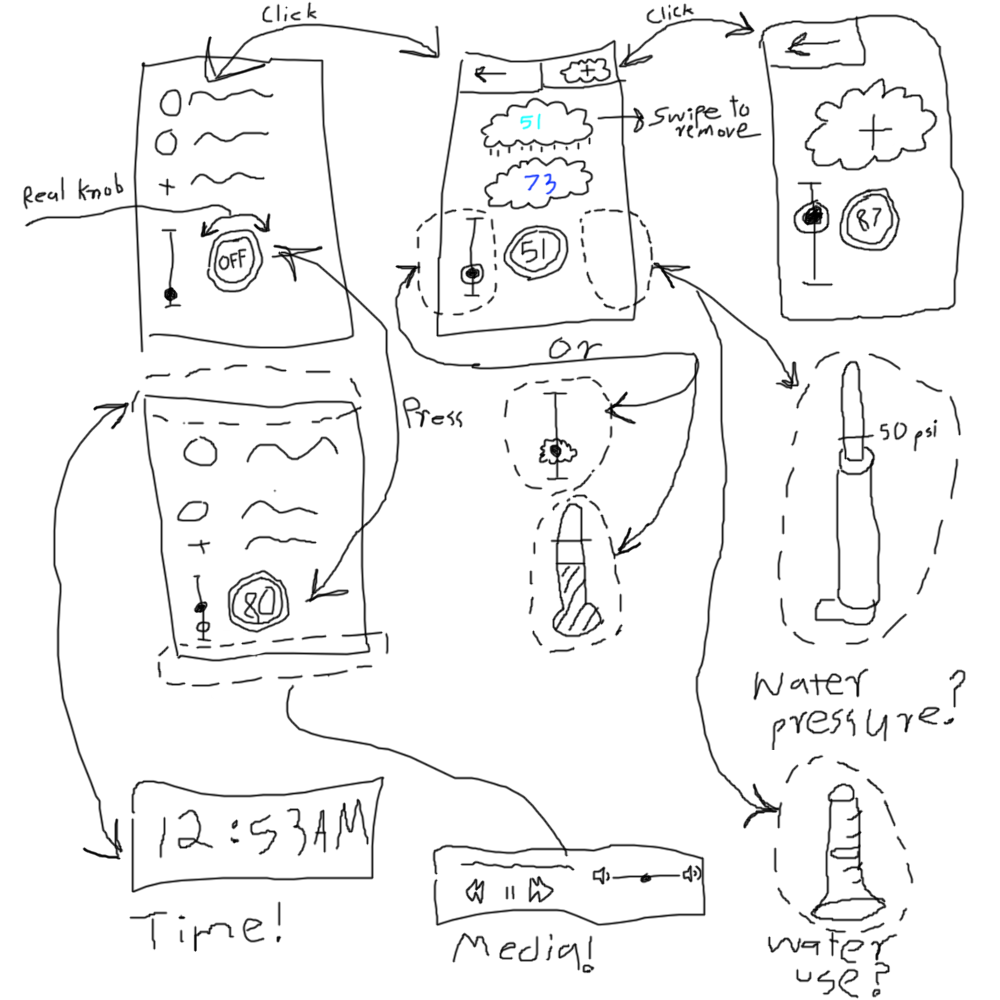 Click
Click
51
Swipe to
remove
73
Real Knob
OFF
51
87
or
Press
50 psi
80
Water
pressure?
12:53AM
Time!
Media!
Water
use?